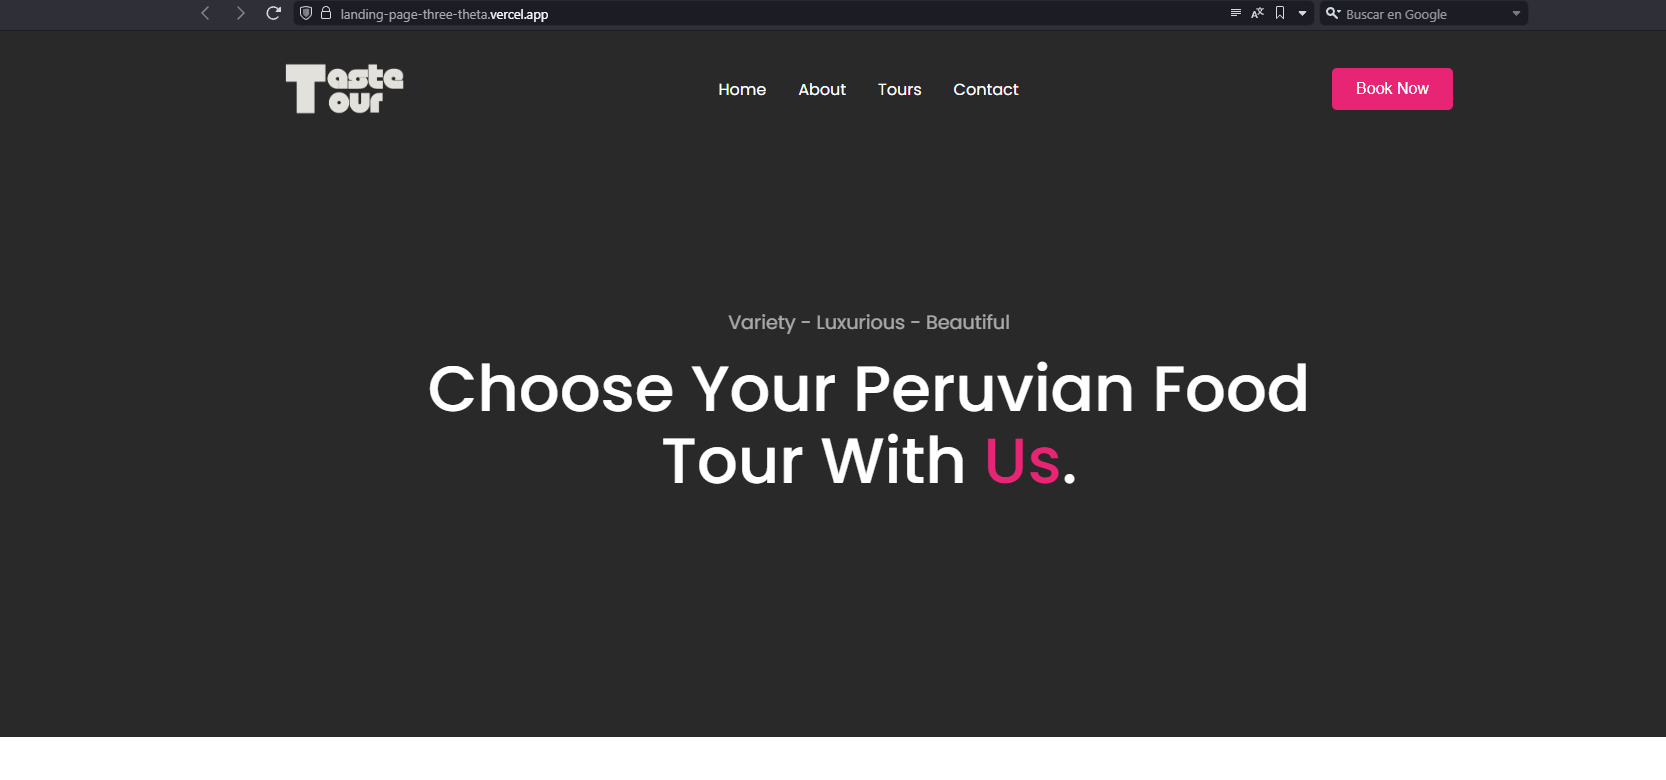 landing-page-three-theta.vercel.app
Buscar en Google
Taste
Tour
Home
About
Tours
Contact
Book Now
Variety - Luxurious - Beautiful
Choose Your Peruvian Food
Tour With Us.